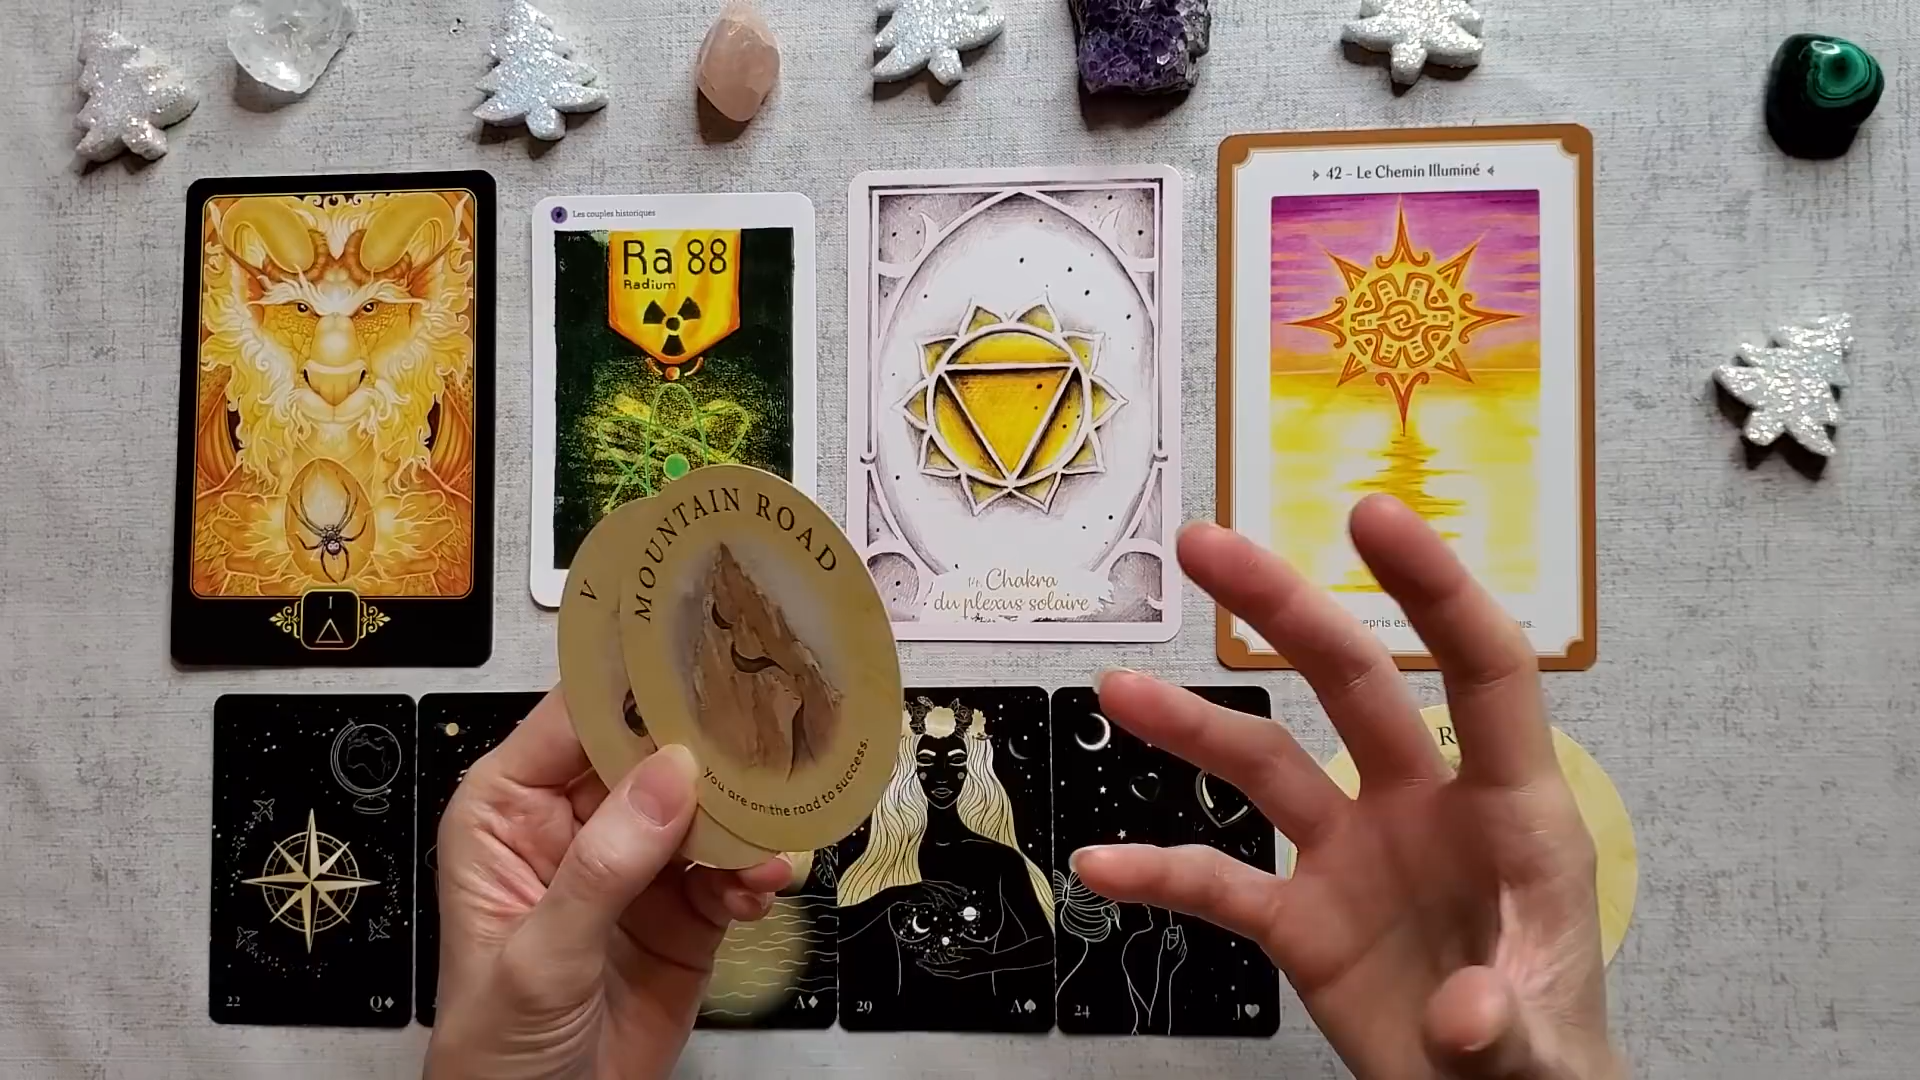 Les couples historiques
Ra 88
Radium
42 - Le Chemin Illuminé
I
14. Chakra
du plexus solaire
V
MOUNTAIN ROAD
you are on the road to success.
R
22
Q♦
A♦
29
A♠
24
J♥